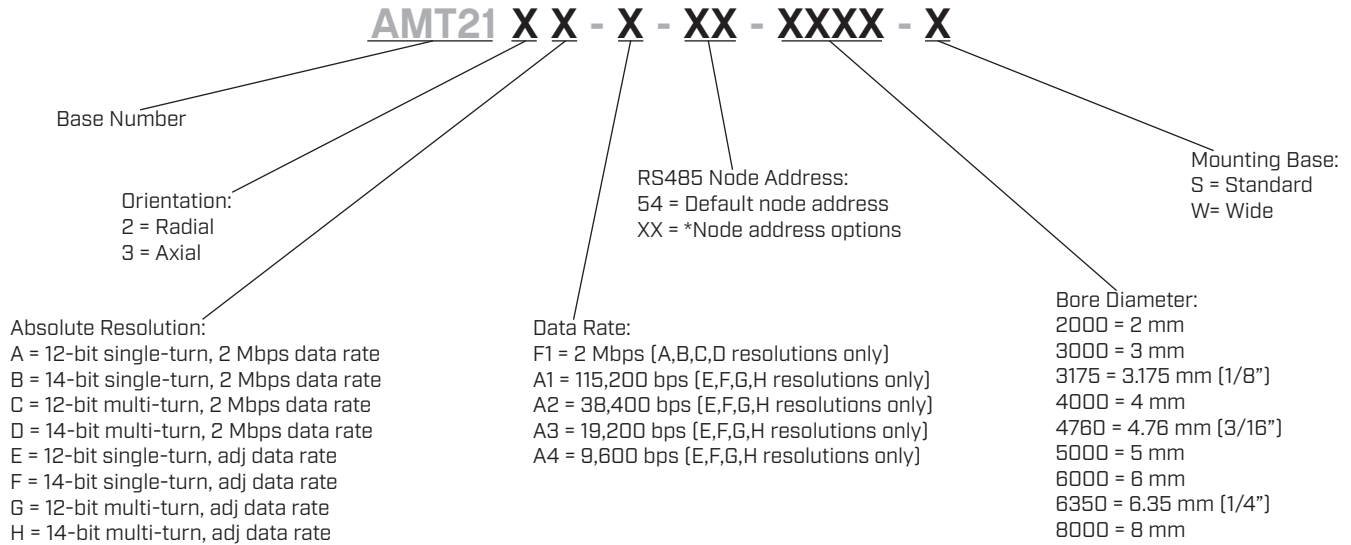 AMT21 X X - X - XX - XXXX - X
Base Number
Orientation:
2 = Radial
3 = Axial
Absolute Resolution:
A = 12-bit single-turn, 2 Mbps data rate
B = 14-bit single-turn, 2 Mbps data rate
C = 12-bit multi-turn, 2 Mbps data rate
D = 14-bit multi-turn, 2 Mbps data rate
E = 12-bit single-turn, adj data rate
F = 14-bit single-turn, adj data rate
G = 12-bit multi-turn, adj data rate
H = 14-bit multi-turn, adj data rate
Data Rate:
F1 = 2 Mbps (A,B,C,D resolutions only)
A1 = 115,200 bps (E,F,G,H resolutions only)
A2 = 38,400 bps (E,F,G,H resolutions only)
A3 = 19,200 bps (E,F,G,H resolutions only)
A4 = 9,600 bps (E,F,G,H resolutions only)
RS485 Node Address:
54 = Default node address
XX = *Node address options
Bore Diameter:
2000 = 2 mm
3000 = 3 mm
3175 = 3.175 mm (1/8”)
4000 = 4 mm
4760 = 4.76 mm (3/16”)
5000 = 5 mm
6000 = 6 mm
6350 = 6.35 mm (1/4”)
8000 = 8 mm
Mounting Base:
S = Standard
W= Wide